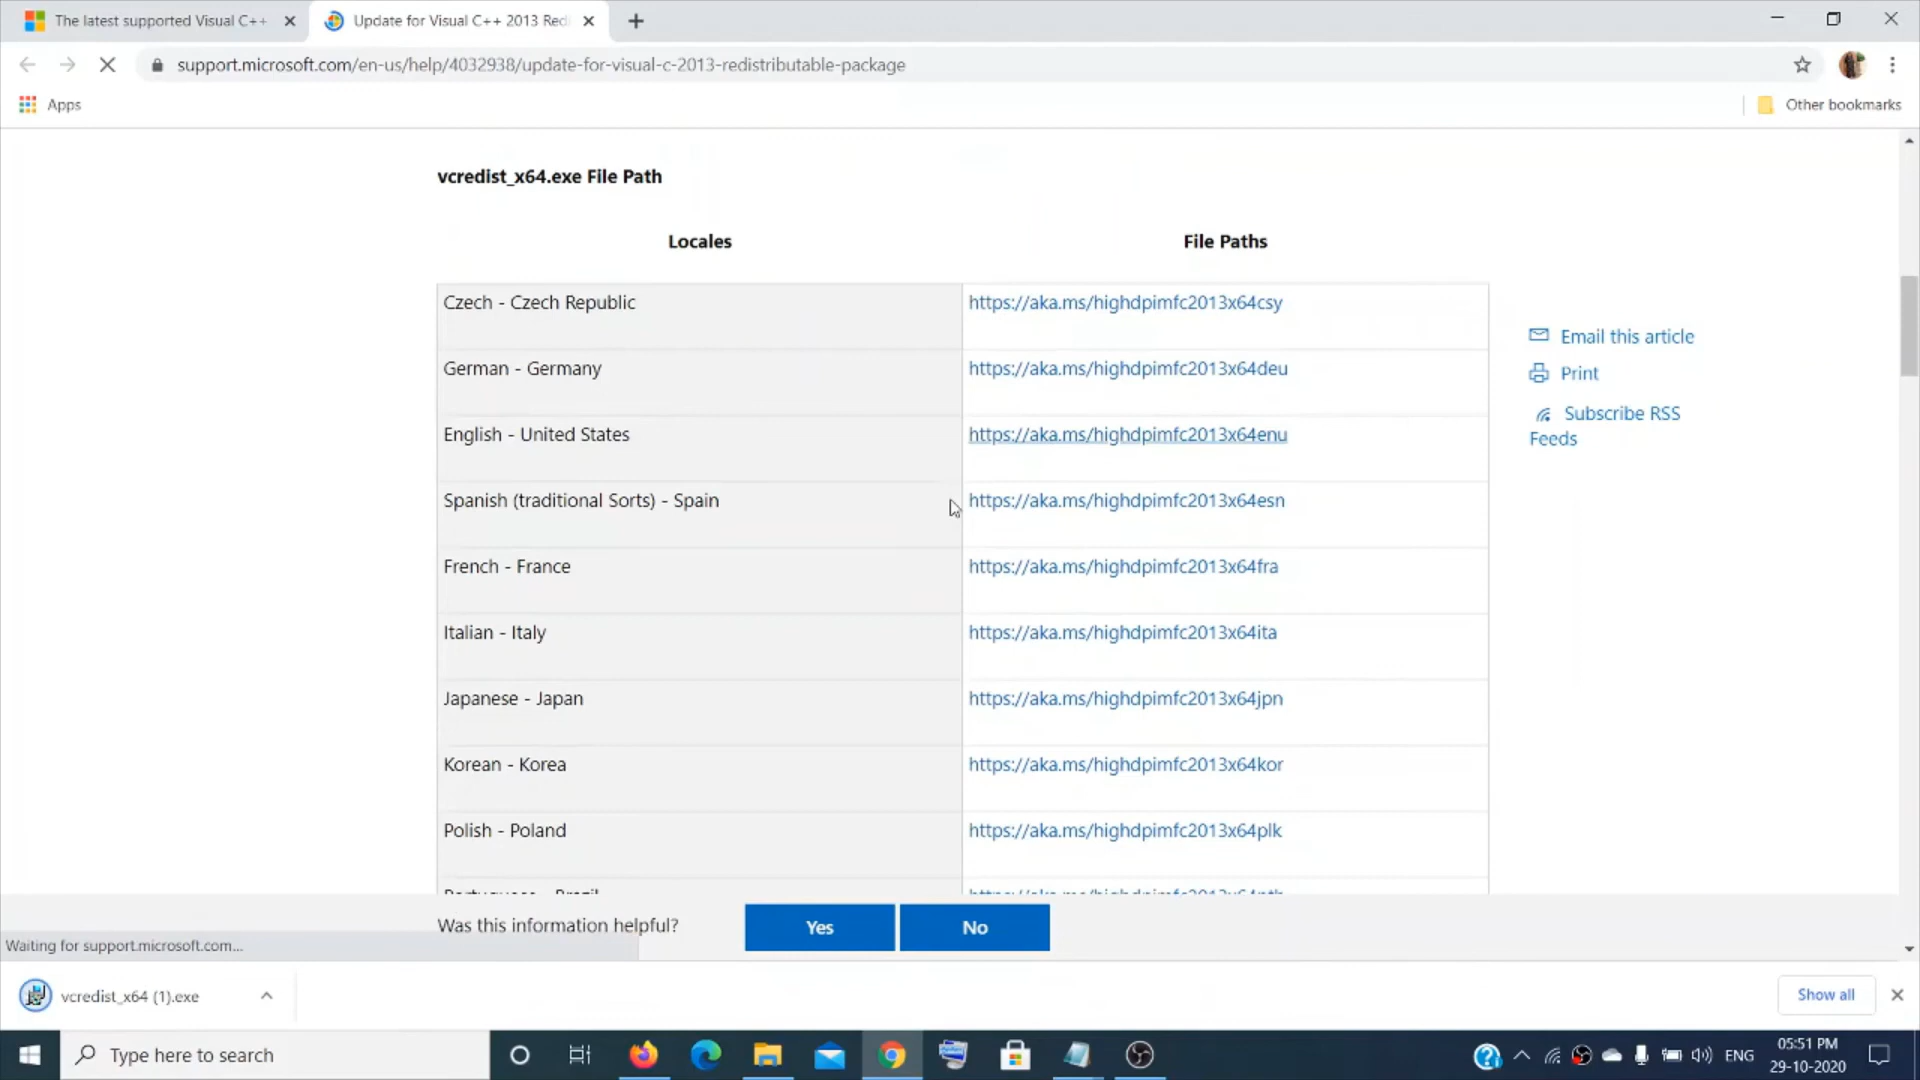 The latest supported Visual C++
Update for Visual C++ 2013 Red
support.microsoft.com/en-us/help/4032938/update-for-visual-c-2013-redistributable-package
Apps
Other bookmarks
vcredist_x64.exe File Path
Locales
File Paths
Czech - Czech Republic
https://aka.ms/highdpimfc2013x64csy
German - Germany
https://aka.ms/highdpimfc2013x64deu
English - United States
https://aka.ms/highdpimfc2013x64enu
Spanish (traditional Sorts) - Spain
https://aka.ms/highdpimfc2013x64esn
French - France
https://aka.ms/highdpimfc2013x64fra
Italian - Italy
https://aka.ms/highdpimfc2013x64ita
Japanese - Japan
https://aka.ms/highdpimfc2013x64jpn
Korean - Korea
https://aka.ms/highdpimfc2013x64kor
Polish - Poland
https://aka.ms/highdpimfc2013x64plk
Portuguese - Brazil
https://aka.ms/highdpimfc2013x64ptb
Email this article
Print
Subscribe RSS
Feeds
Was this information helpful?
Yes
No
Waiting for support.microsoft.com...
vcredist_x64 (1).exe
Show all
Type here to search
ENG
05:51 PM
29-10-2020